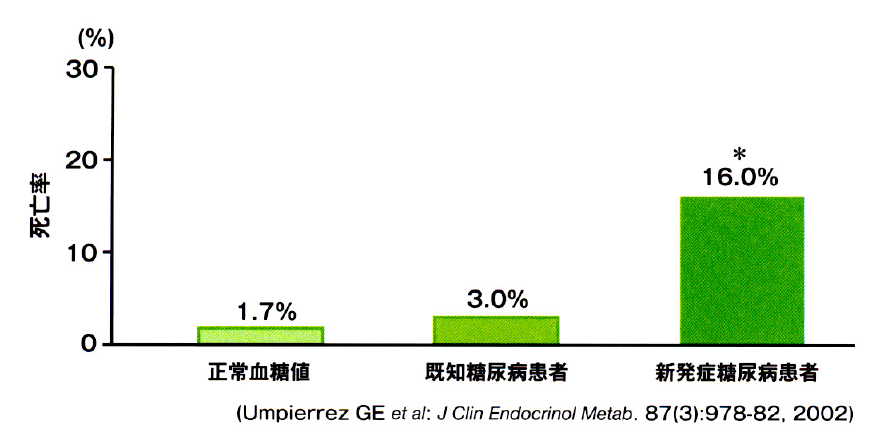 (%)
30
20
10
0
死亡率
1.7%
3.0%
*
16.0%
正常血糖値
既知糖尿病患者
新発症糖尿病患者
(Umpierrez GE et al: J Clin Endocrinol Metab. 87(3):978-82, 2002)